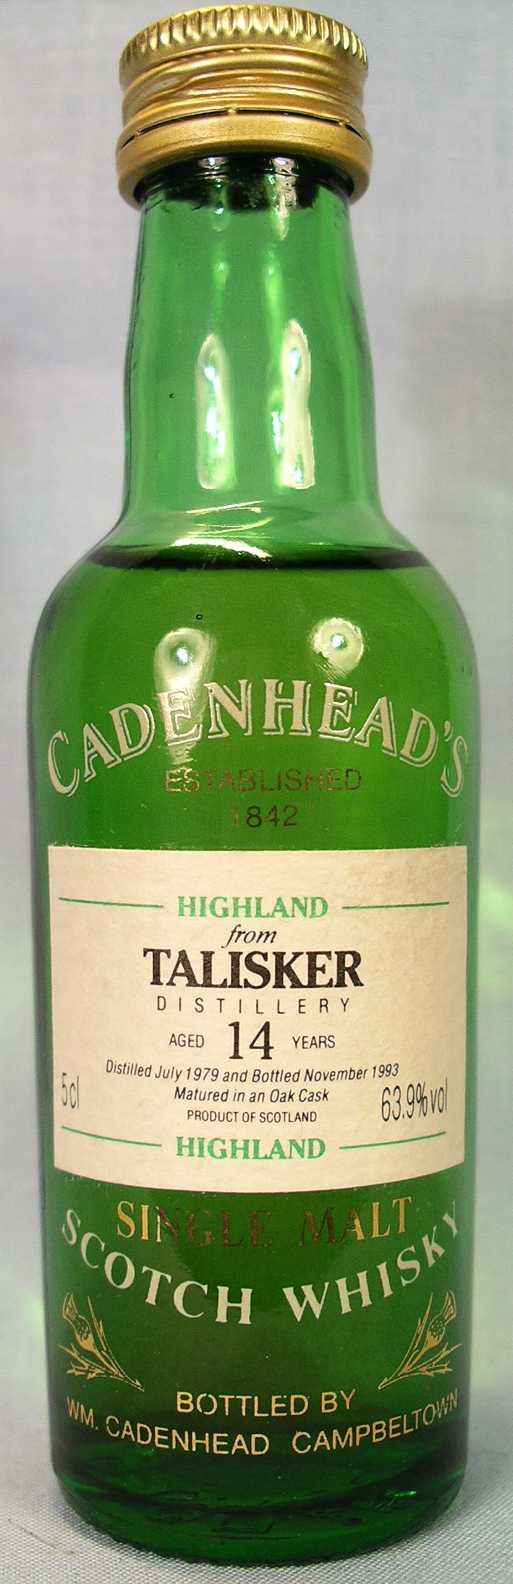 CADENHEAD'S
ESTABLISHED
1842
HIGHLAND
from
TALISKER
DISTILLERY
AGED 14 YEARS
Distilled July 1979 and Bottled November 1993
Matured in an Oak Cask
5cl PRODUCT OF SCOTLAND 63.9%vol
HIGHLAND
SINGLE MALT
SCOTCH WHISKY
BOTTLED BY
WM. CADENHEAD CAMPBELTOWN